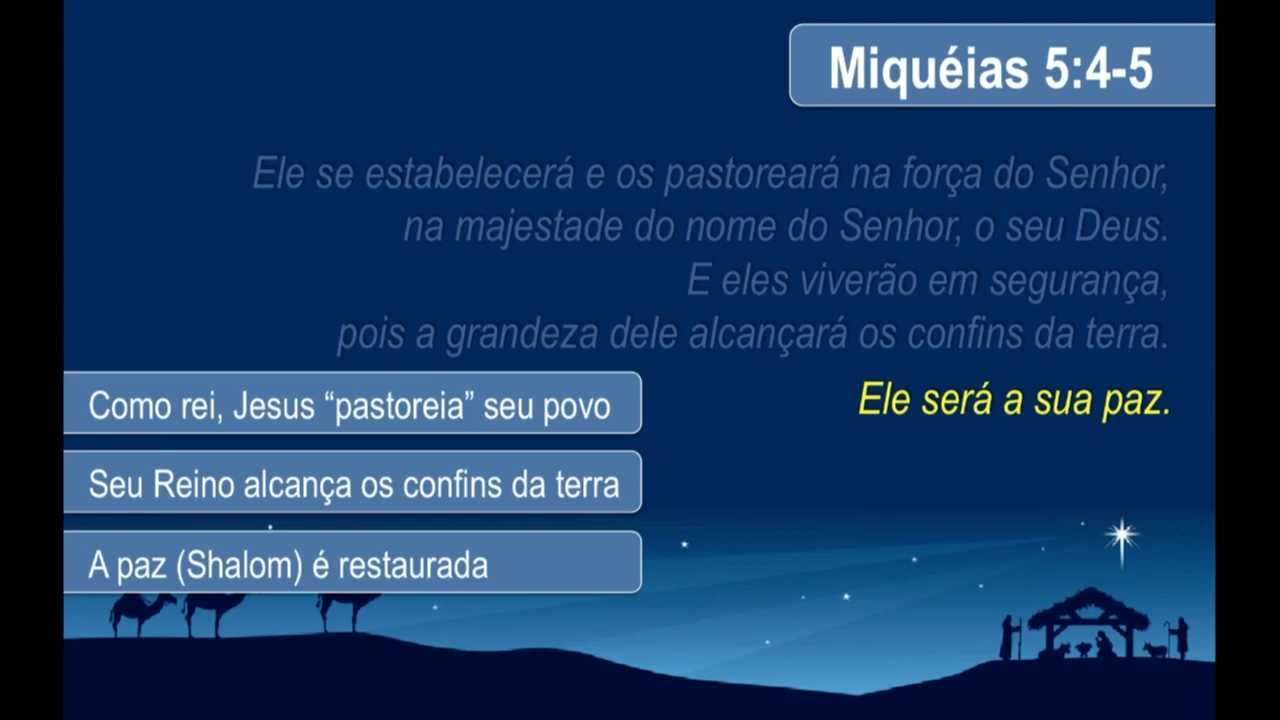 Miquéias 5:4-5
Ele se estabelecerá e os pastoreará na força do Senhor,
na majestade do nome do Senhor, o seu Deus.
E eles viverão em segurança,
pois a grandeza dele alcançará os confins da terra.
Ele será a sua paz.
Como rei, Jesus “pastoreia” seu povo
Seu Reino alcança os confins da terra
A paz (Shalom) é restaurada